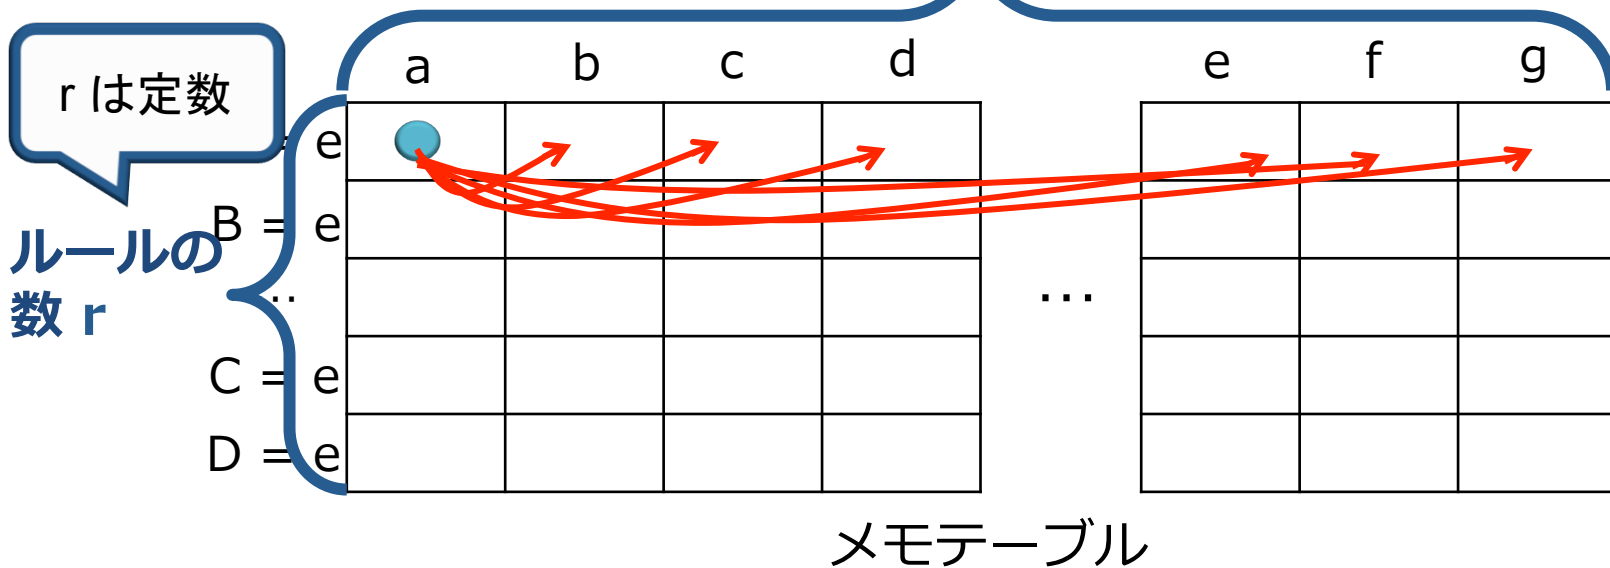 a b c d e f g
r は定数
= e
B = e
ルールの
数 r
..
…
C = e
D = e
メモテーブル